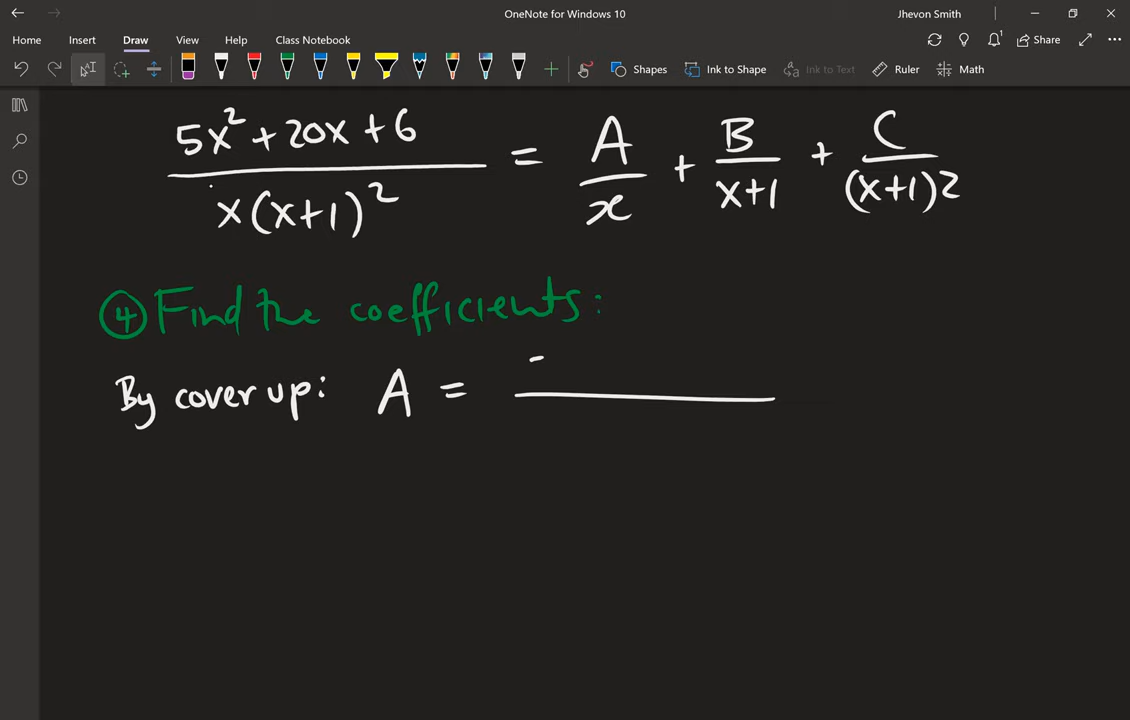 OneNote for Windows 10
Jhevon Smith
Home Insert Draw View Help Class Notebook
Share
Shapes Ink to Shape Ink to Text Ruler Math
5x² + 20x + 6 / x(x+1)² = A/x + B/x+1 + C/(x+1)2
④ Find the coefficients:
By cover up: A =